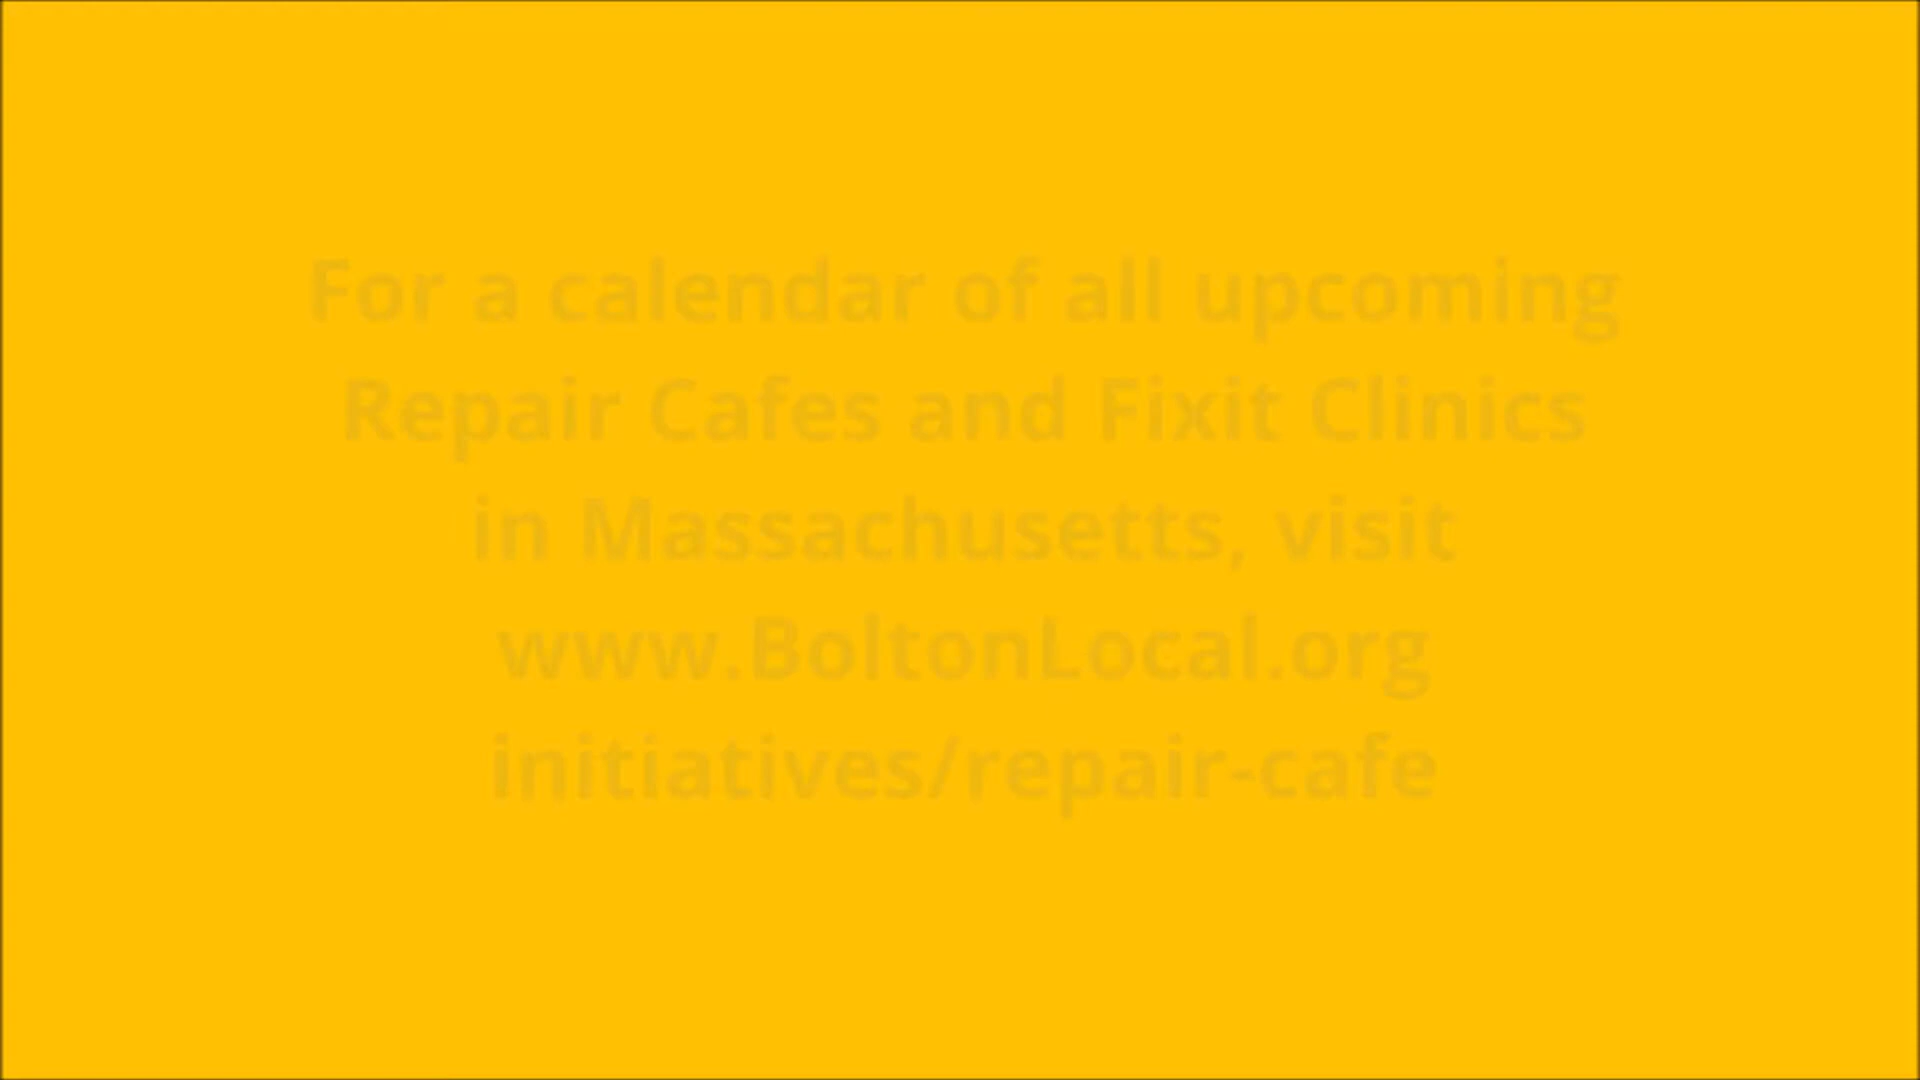 For a calendar of all upcoming
Repair Cafes and Fixit Clinics
in Massachusetts, visit
www.BoltonLocal.org
initiatives/repair-cafe